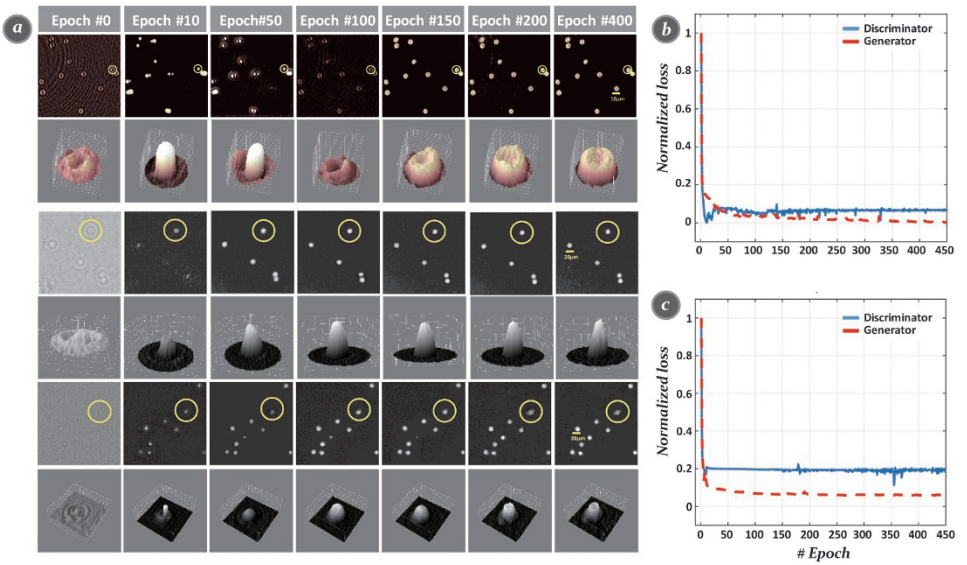 a
Epoch #0 Epoch #10 Epoch#50 Epoch #100 Epoch #150 Epoch #200 Epoch #400
10μm
20μm
20μm
b
Normalized loss
1
0.8
0.6
0.4
0.2
0
0 50 100 150 200 250 300 350 400 450
Discriminator
Generator
c
Normalized loss
1
0.8
0.6
0.4
0.2
0
0 50 100 150 200 250 300 350 400 450
Discriminator
Generator
# Epoch